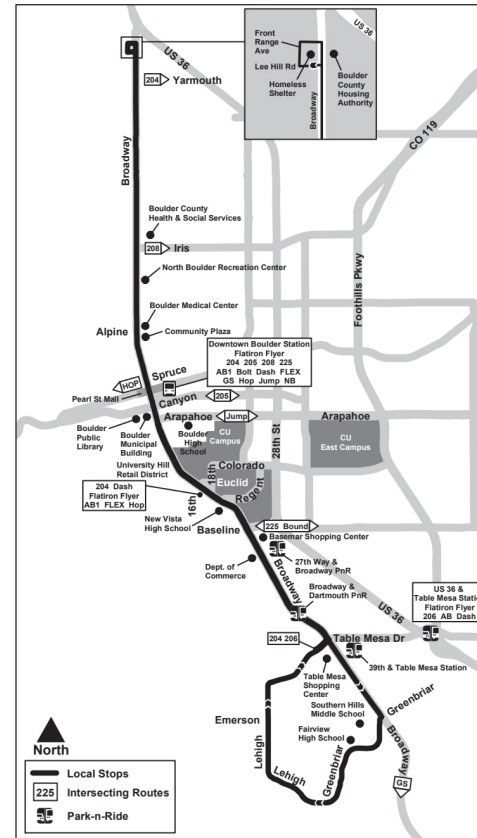 US 36
Front
Range
Ave
Lee Hill Rd
Homeless
Shelter
Broadway
US 36
Boulder
County
Housing
Authority
204 Yarmouth
Broadway
CO 119
Boulder County
Health & Social Services
208 Iris
North Boulder Recreation Center
Foothills Pkwy
Boulder Medical Center
Alpine
Community Plaza
Downtown Boulder Station
Flatiron Flyer
204 205 208 225
AB1 Bolt Dash FLEX
GS Hop Jump NB
HOP
Spruce
Pearl St Mall
Canyon
205
Arapahoe
Jump
Arapahoe
Boulder
Public
Library
Boulder
Municipal
Building
Boulder
High
School
CU
Campus
28th St
CU
East Campus
University Hill
Retail District
18th
Colorado
Euclid
Regent
204 Dash
Flatiron Flyer
AB1 FLEX Hop
16th
New Vista
High School
Baseline
225 Bound
Basemar Shopping Center
27th Way &
Broadway PnR
Dept. of
Commerce
Broadway
Broadway &
Dartmouth PnR
US 36
US 36 &
Table Mesa Station
Flatiron Flyer
206 AB Dash
204 206
Table Mesa Dr
39th & Table Mesa Station
Table Mesa
Shopping
Center
Southern Hills
Middle School
Greenbriar
Emerson
Fairview
High School
Lehigh
Greenbriar
Broadway
Lehigh
GS
North
Local Stops
225 Intersecting Routes
Park-n-Ride